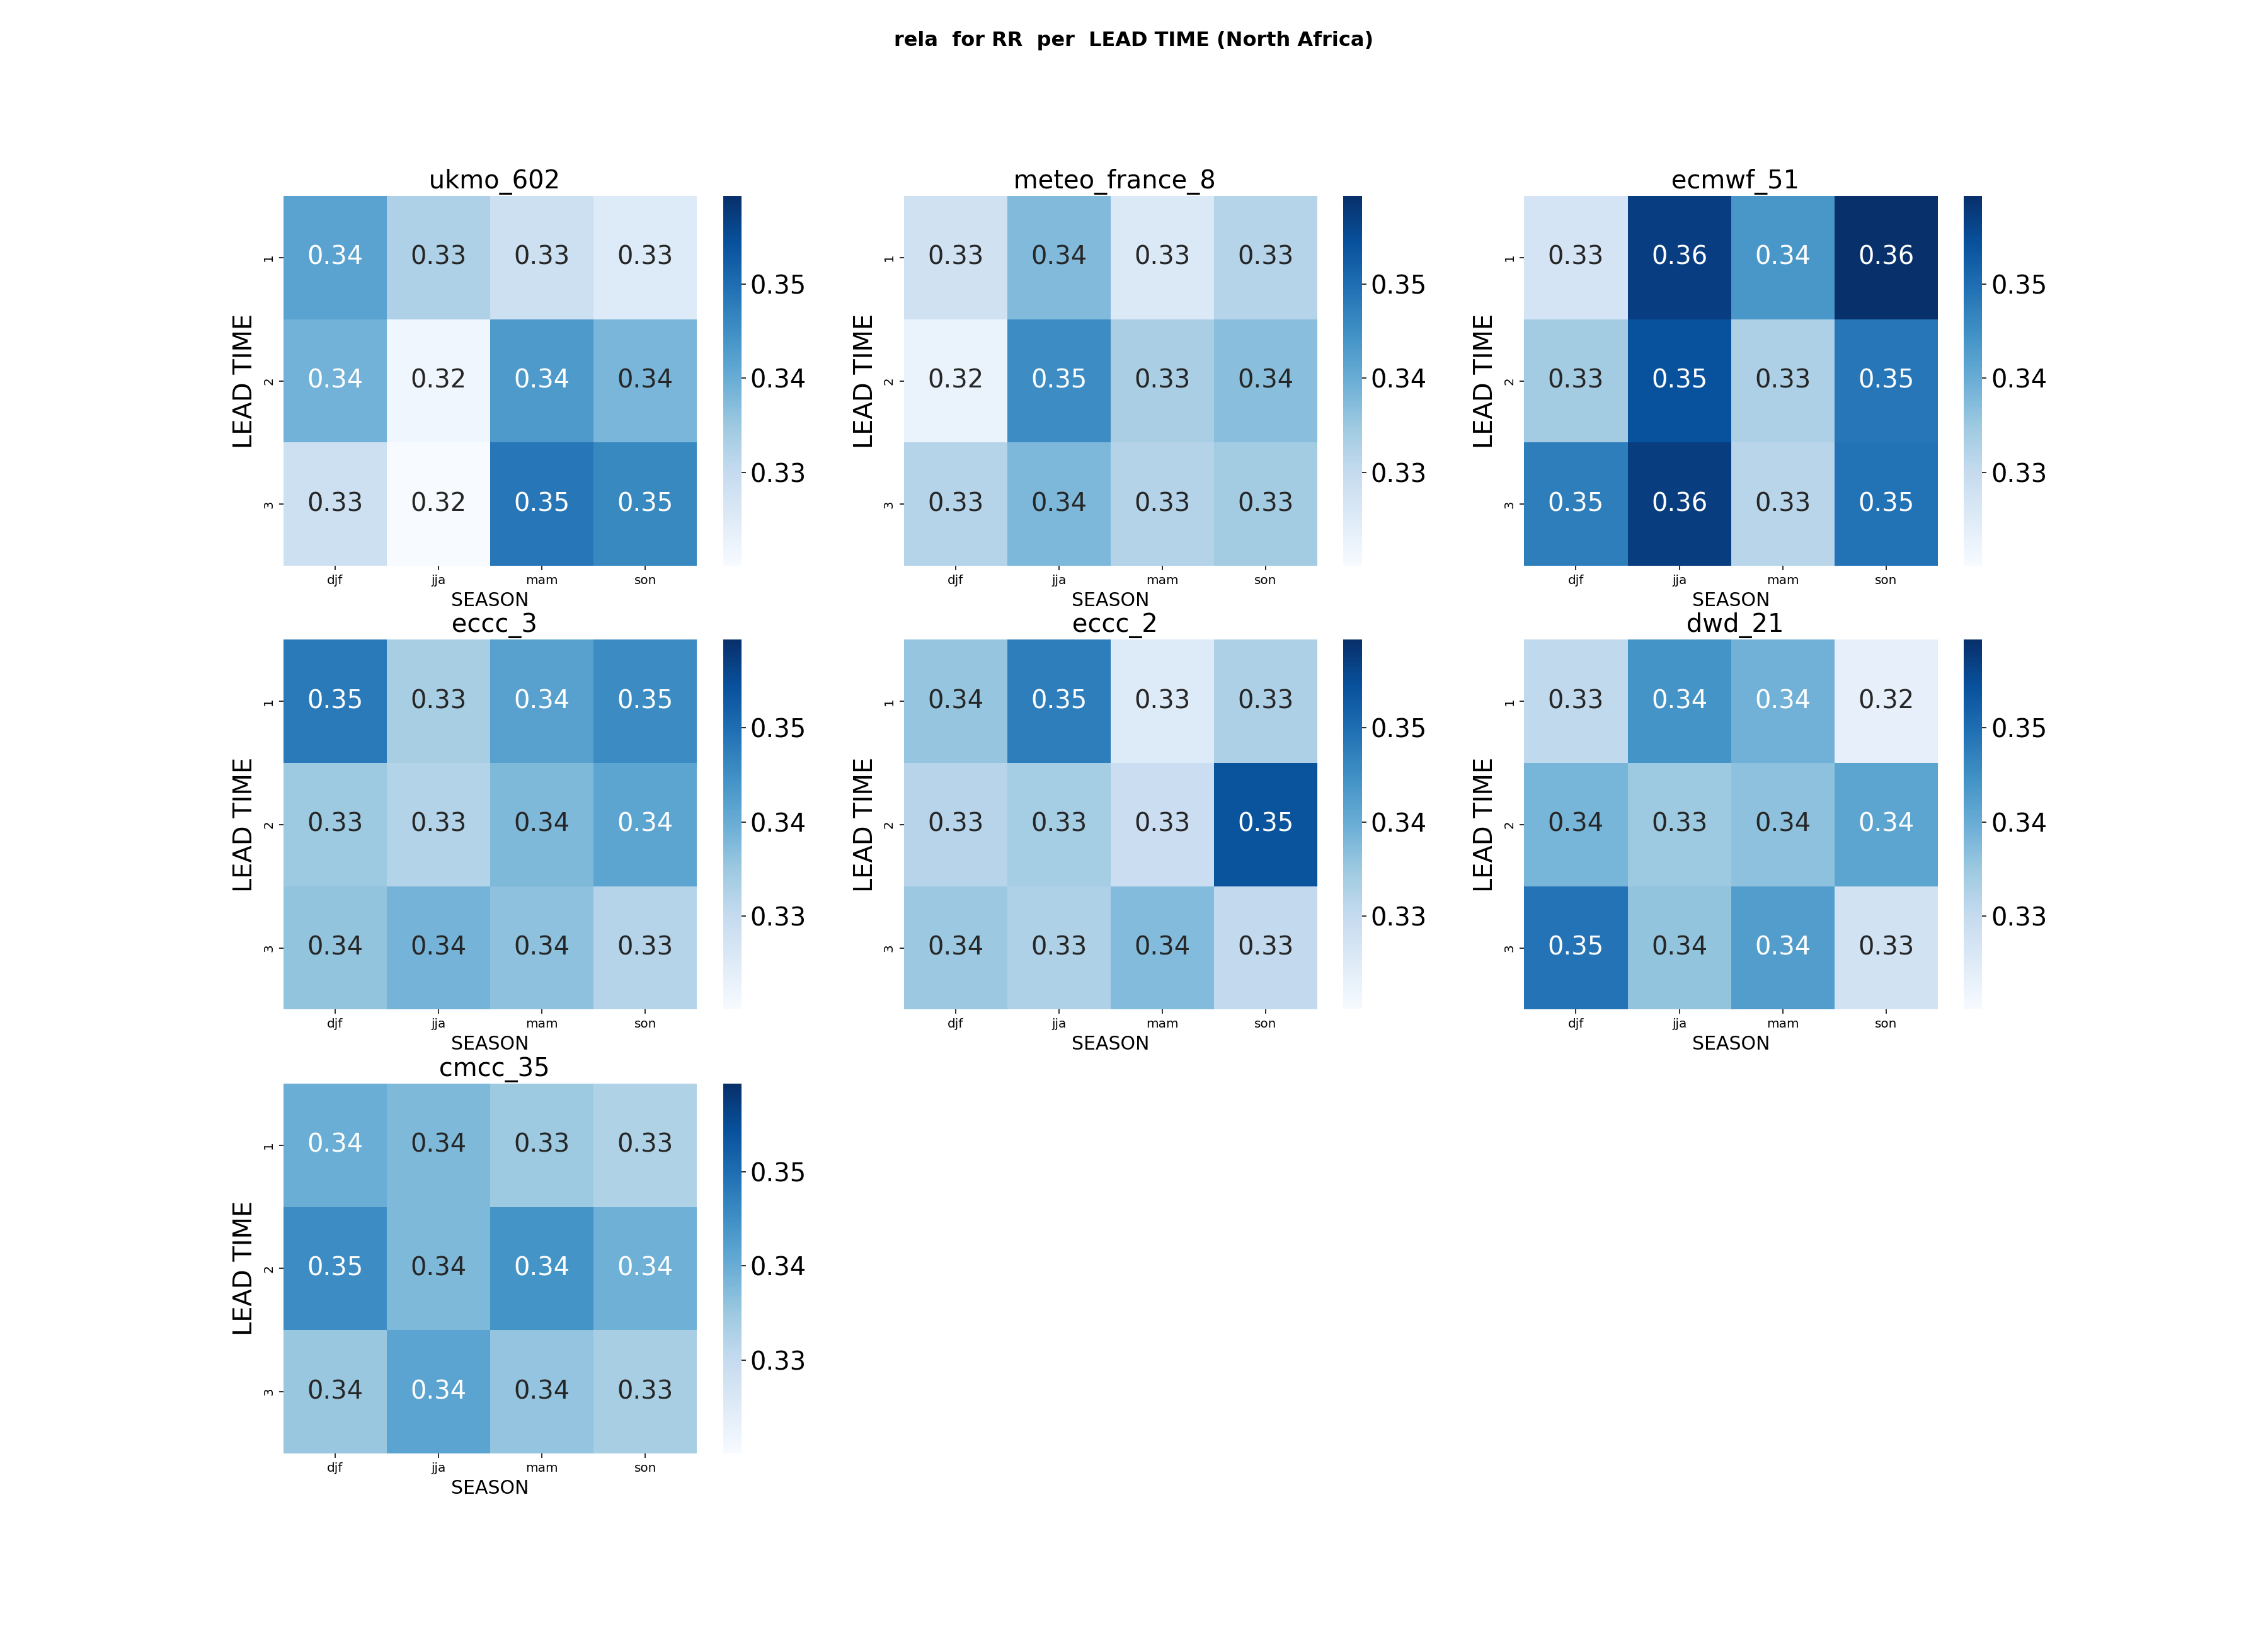 rela  for RR  per  LEAD TIME (North Africa)
ukmo_602
LEAD TIME
1
0.34 0.33 0.33 0.33
2
0.34 0.32 0.34 0.34
3
0.33 0.32 0.35 0.35
djf jja mam son
SEASON
0.35
0.34
0.33
meteo_france_8
LEAD TIME
1
0.33 0.34 0.33 0.33
2
0.32 0.35 0.33 0.34
3
0.33 0.34 0.33 0.33
djf jja mam son
SEASON
0.35
0.34
0.33
ecmwf_51
LEAD TIME
1
0.33 0.36 0.34 0.36
2
0.33 0.35 0.33 0.35
3
0.35 0.36 0.33 0.35
djf jja mam son
SEASON
0.35
0.34
0.33
eccc_3
LEAD TIME
1
0.35 0.33 0.34 0.35
2
0.33 0.33 0.34 0.34
3
0.34 0.34 0.34 0.33
djf jja mam son
SEASON
0.35
0.34
0.33
eccc_2
LEAD TIME
1
0.34 0.35 0.33 0.33
2
0.33 0.33 0.33 0.35
3
0.34 0.33 0.34 0.33
djf jja mam son
SEASON
0.35
0.34
0.33
dwd_21
LEAD TIME
1
0.33 0.34 0.34 0.32
2
0.34 0.33 0.34 0.34
3
0.35 0.34 0.34 0.33
djf jja mam son
SEASON
0.35
0.34
0.33
cmcc_35
LEAD TIME
1
0.34 0.34 0.33 0.33
2
0.35 0.34 0.34 0.34
3
0.34 0.34 0.34 0.33
djf jja mam son
SEASON
0.35
0.34
0.33